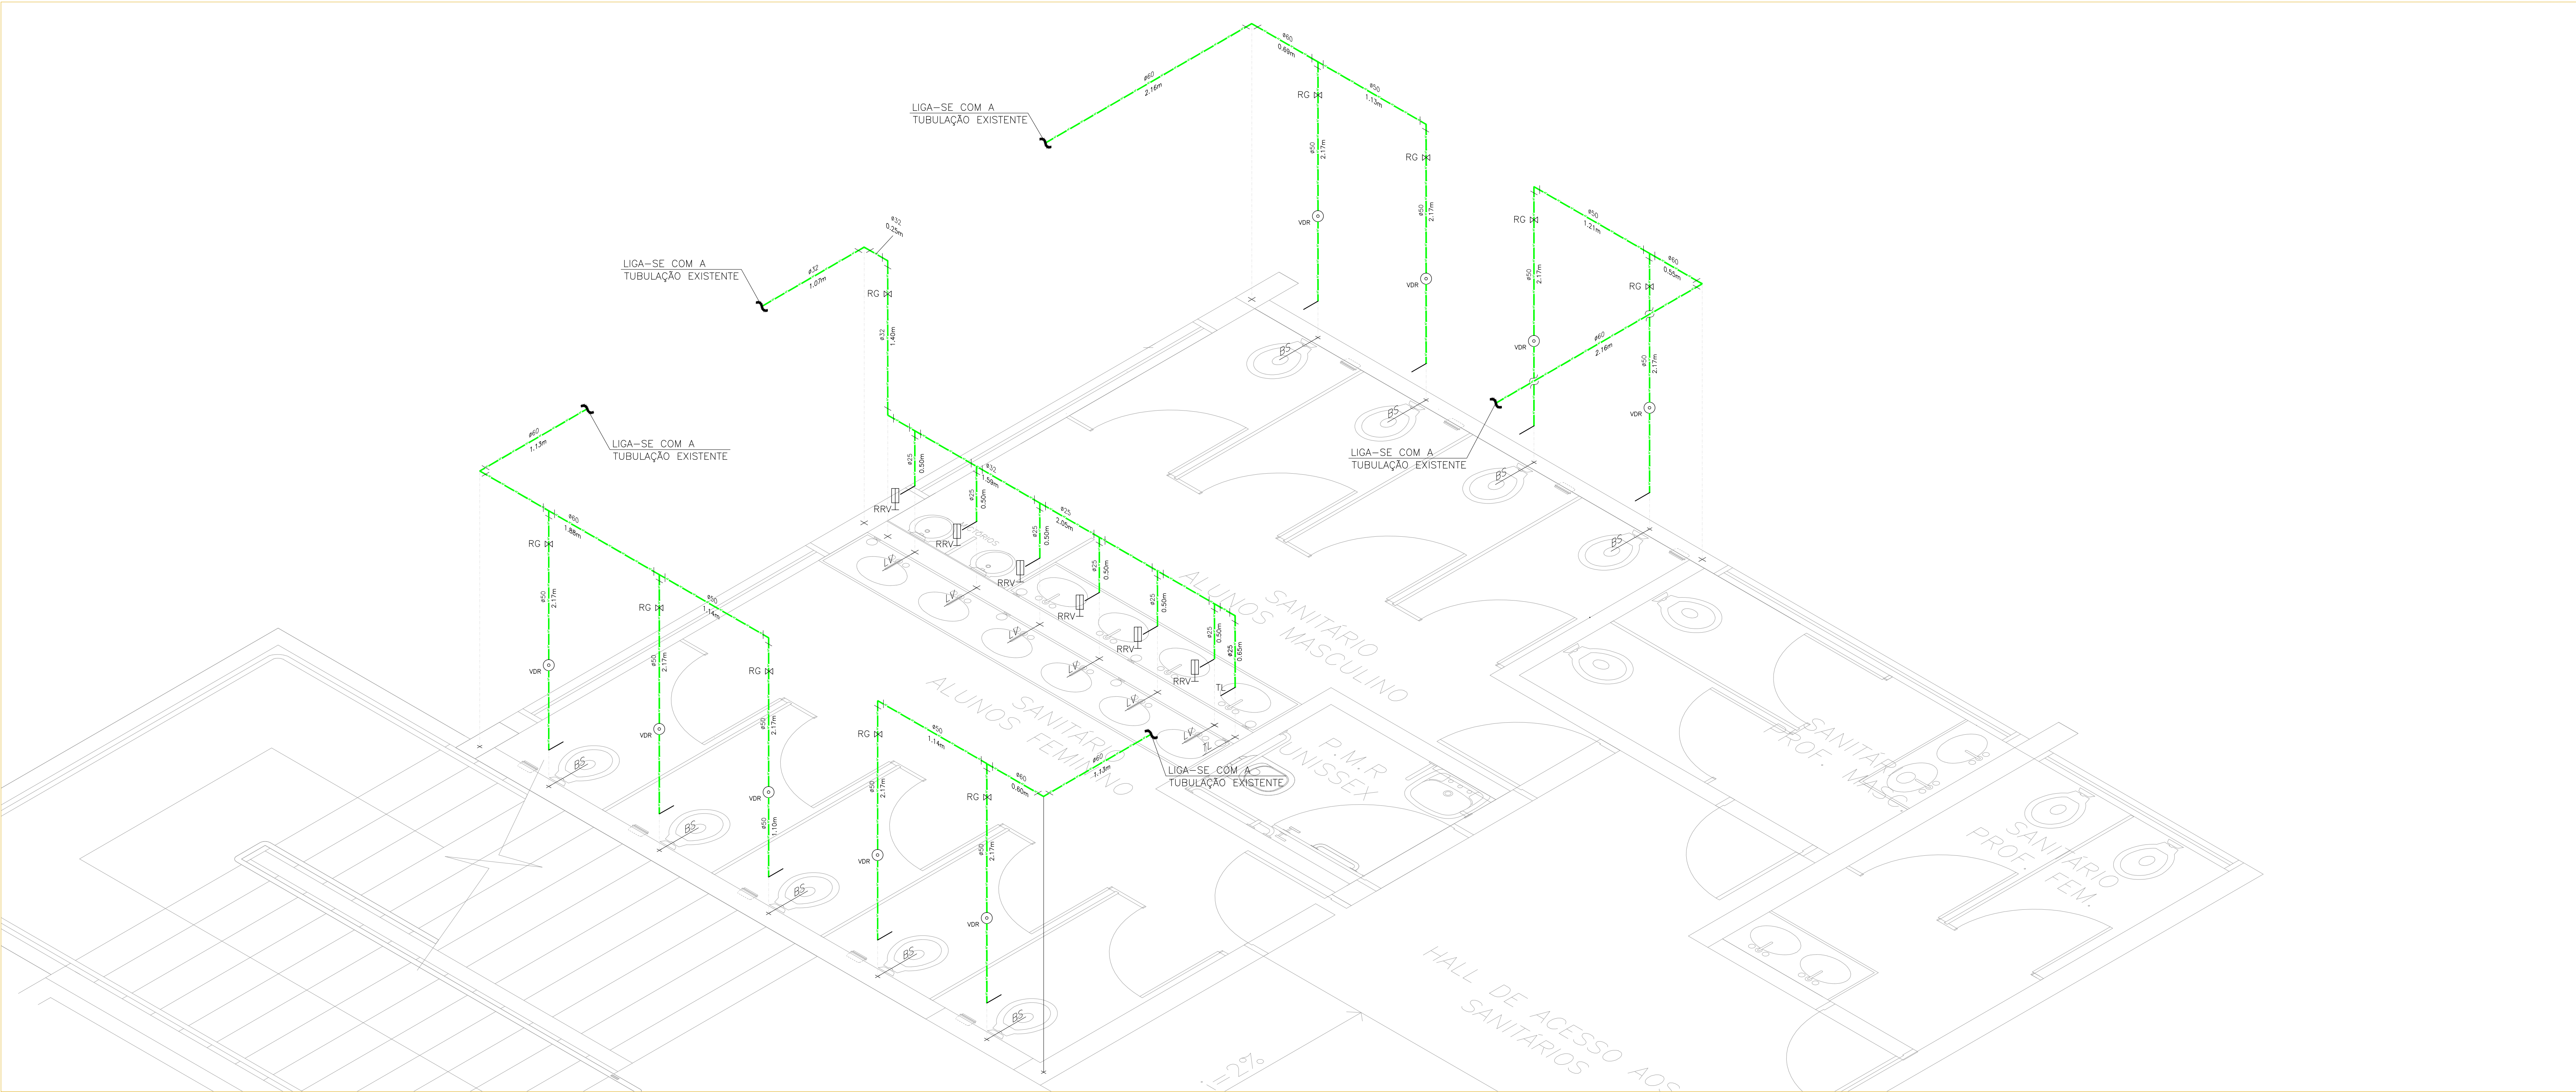 ø60
0.69m
ø60
2.16m
RG
ø50
1.13m
LIGA-SE COM A
TUBULAÇÃO EXISTENTE
ø50
2.17m
RG
VDR
ø50
2.17m
VDR
RG
ø50
1.21m
RG
ø60
0.55m
ø50
2.17m
VDR
ø60
2.16m
ø50
2.17m
VDR
LIGA-SE COM A
TUBULAÇÃO EXISTENTE
ø32
0.25m
LIGA-SE COM A
TUBULAÇÃO EXISTENTE
ø32
1.07m
RG
ø32
1.40m
ø25
0.50m
RRV
ø32
1.59m
ø25
0.50m
RRV
ø25
2.05m
ø25
0.50m
RRV
ø25
0.50m
RRV
ø25
0.50m
RRV
ø25
0.50m
RRV
ø25
0.65m
TL
ø60
1.13m
LIGA-SE COM A
TUBULAÇÃO EXISTENTE
ø60
1.88m
RG
ø50
2.17m
VDR
RG
ø50
1.14m
ø50
2.17m
VDR
RG
ø50
2.17m
VDR
ø50
1.10m
RG
ø50
1.14m
ø50
2.17m
VDR
RG
ø60
0.60m
ø60
1.13m
LIGA-SE COM A
TUBULAÇÃO EXISTENTE
ø50
2.17m
VDR
BS
BS
BS
BS
LV
LV
LV
LV
LV
LV
TL
BS
BS
BS
BS
BS
SANITÁRIO
ALUNOS MASCULINO
SANITÁRIO
ALUNOS FEMININO
P.M.R
UNISSEX
PROF. MASC.
SANITÁRIO
PROF. FEM.
HALL DE ACESSO AOS
SANITÁRIOS